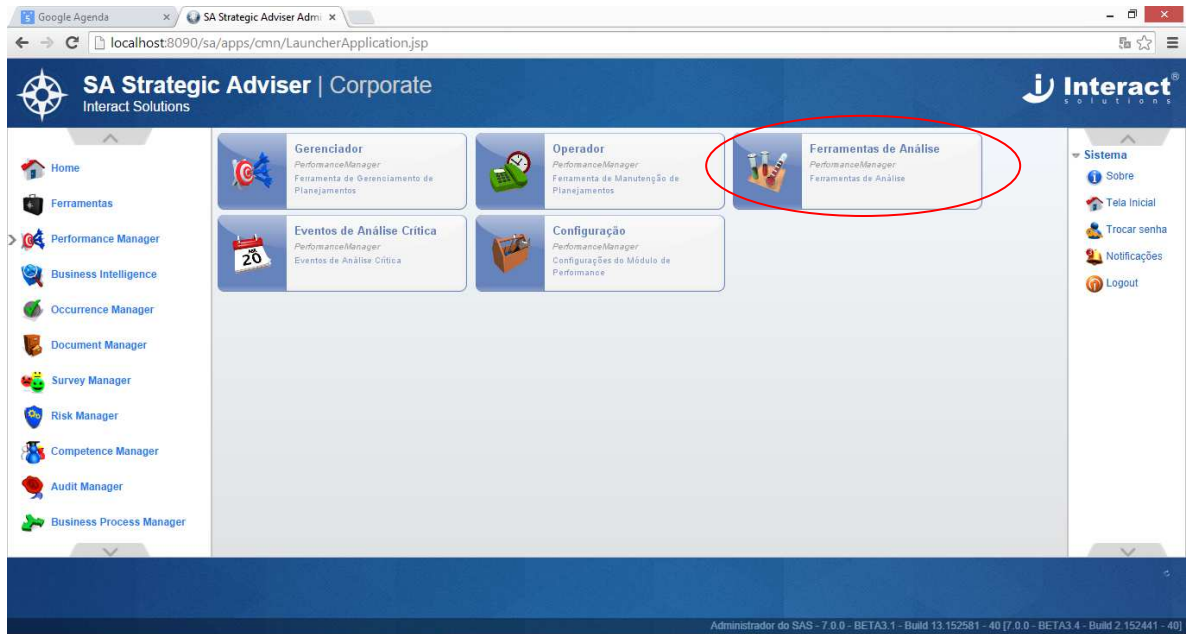 Google Agenda
SA Strategic Adviser Admi
localhost:8090/sa/apps/cmn/LauncherApplication.jsp
SA Strategic Adviser | Corporate
Interact Solutions
Interact®
solutions
Home
Ferramentas
Performance Manager
Business Intelligence
Occurrence Manager
Document Manager
Survey Manager
Risk Manager
Competence Manager
Audit Manager
Business Process Manager
Gerenciador
PerfomanceManager
Ferramenta de Gerenciamento de
Planejamentos
Operador
PerfomanceManager
Ferramenta de Manutenção de
Planejamentos
Ferramentas de Análise
PerfomanceManager
Ferramentas de Análise
20
Eventos de Análise Crítica
PerfomanceManager
Eventos de Análise Crítica
Configuração
PerfomanceManager
Configurações do Módulo de
Performance
Sistema
Sobre
Tela Inicial
Trocar senha
Notificações
Logout
Administrador do SAS - 7.0.0 - BETA3.1 - Build 13.152581 - 40 [7.0.0 - BETA3.4 - Build 2.152441 - 40]